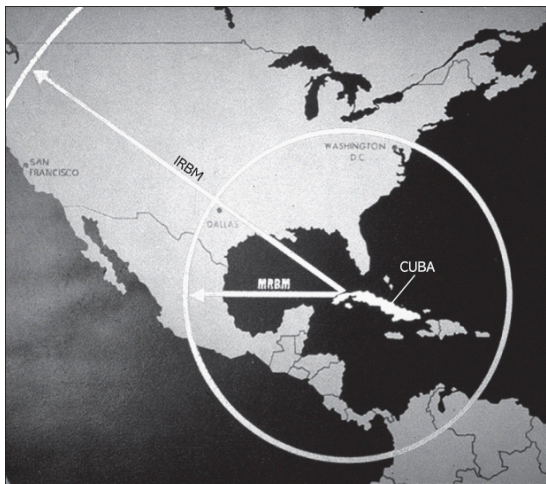 WASHINGTON
D.C.
SAN
FRANCISCO
IRBM
DALLAS
CUBA
MRBM